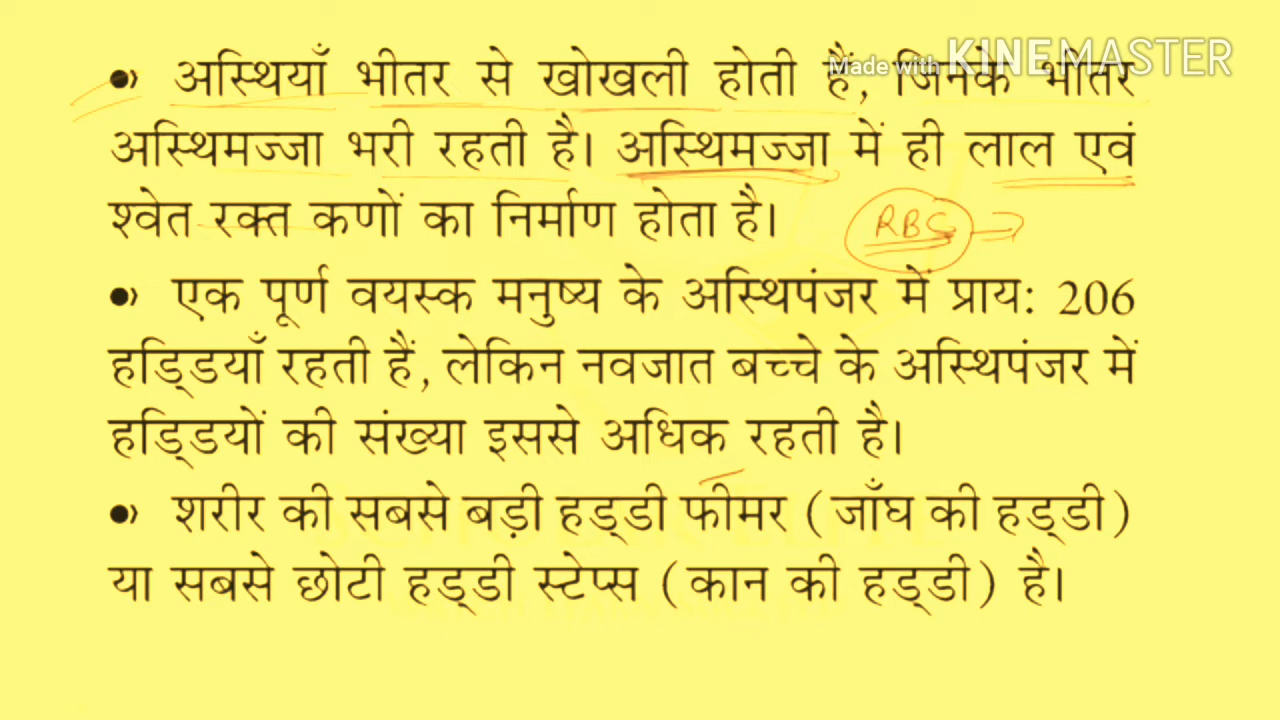 Made with KINEMASTER
•› अस्थियाँ भीतर से खोखली होती हैं, जिनके भीतर
अस्थिमज्जा भरी रहती है। अस्थिमज्जा में ही लाल एवं
श्वेत रक्त कणों का निर्माण होता है। RBC →
•› एक पूर्ण वयस्क मनुष्य के अस्थिपंजर में प्राय: 206
हड्डियाँ रहती हैं, लेकिन नवजात बच्चे के अस्थिपंजर में
हड्डियों की संख्या इससे अधिक रहती है।
•› शरीर की सबसे बड़ी हड्डी फीमर (जाँघ की हड्डी)
या सबसे छोटी हड्डी स्टेप्स (कान की हड्डी) है।